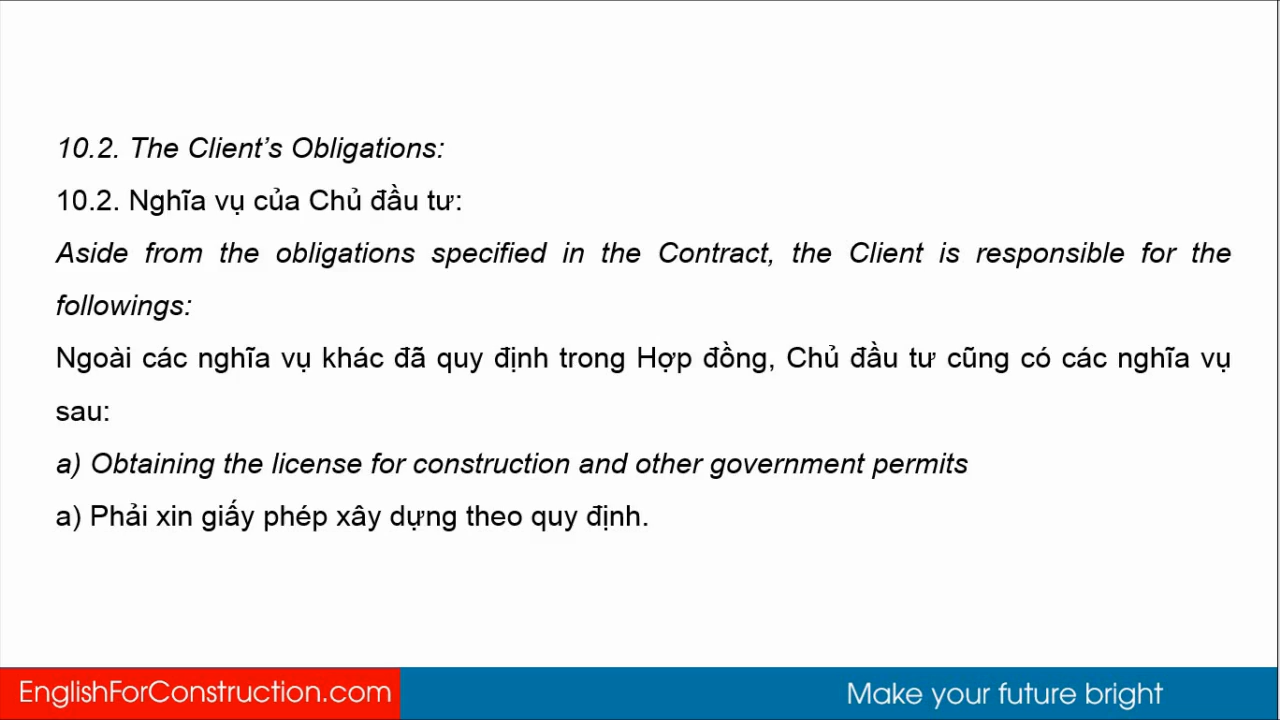 10.2. The Client’s Obligations:
10.2. Nghĩa vụ của Chủ đầu tư:
Aside from the obligations specified in the Contract, the Client is responsible for the
followings:
Ngoài các nghĩa vụ khác đã quy định trong Hợp đồng, Chủ đầu tư cũng có các nghĩa vụ
sau:
a) Obtaining the license for construction and other government permits
a) Phải xin giấy phép xây dựng theo quy định.
EnglishForConstruction.com
Make your future bright